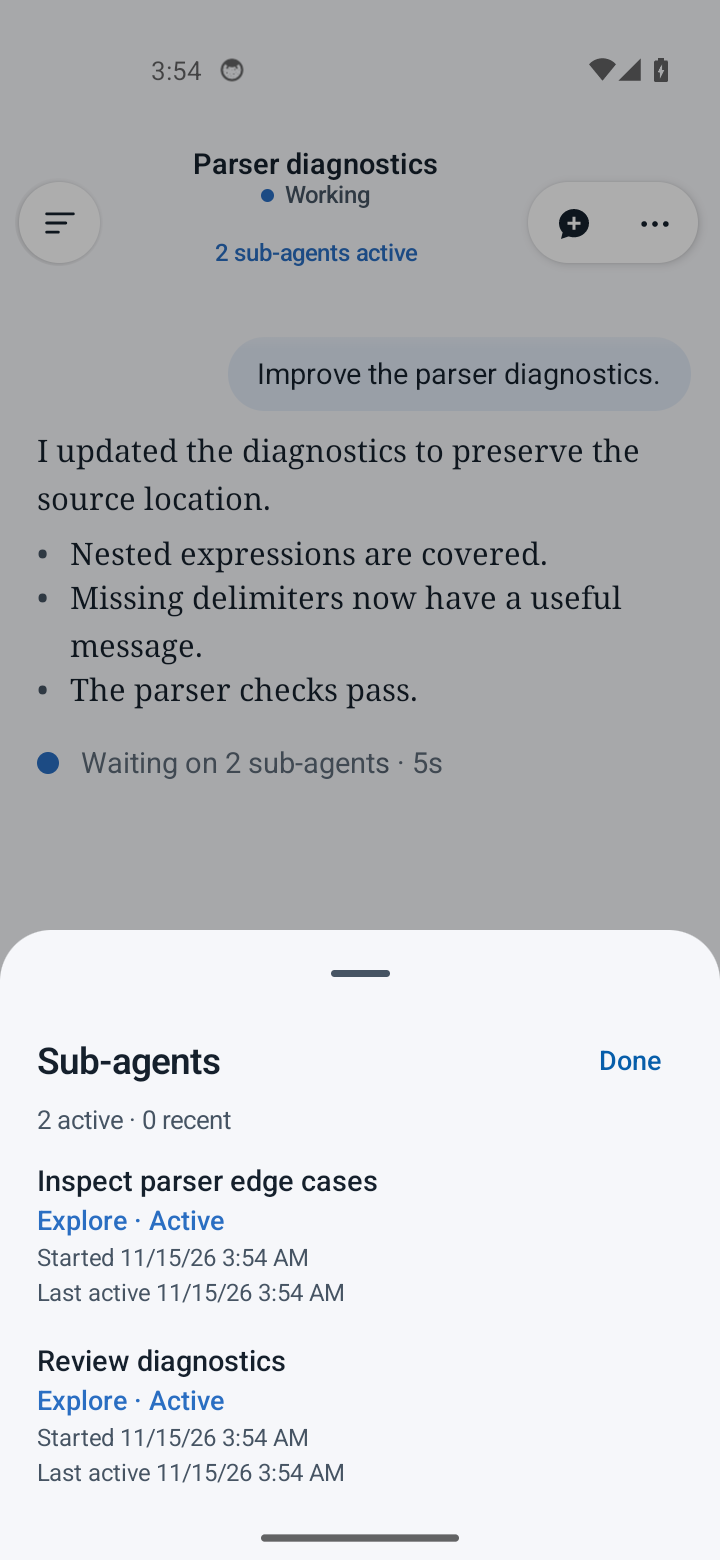 3:54
Parser diagnostics
Working
2 sub-agents active
Improve the parser diagnostics.
I updated the diagnostics to preserve the
source location.
• Nested expressions are covered.
• Missing delimiters now have a useful
message.
• The parser checks pass.
Waiting on 2 sub-agents · 5s
Sub-agents
Done
2 active · 0 recent
Inspect parser edge cases
Explore · Active
Started 11/15/26 3:54 AM
Last active 11/15/26 3:54 AM
Review diagnostics
Explore · Active
Started 11/15/26 3:54 AM
Last active 11/15/26 3:54 AM